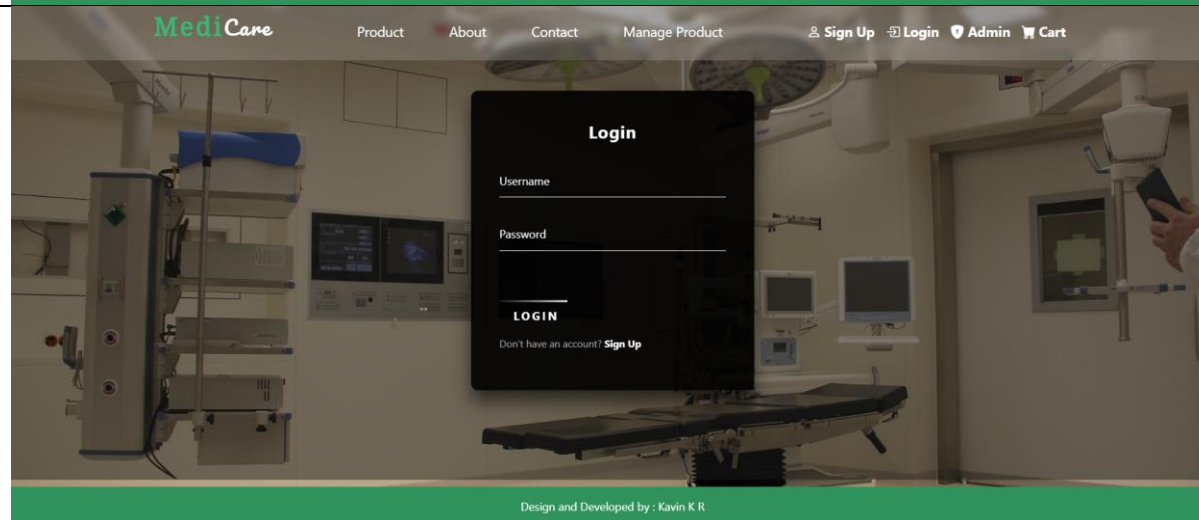 MediCare Product About Contact Manage Product Sign Up Login Admin Cart
Login
Username
Password
LOGIN
Don't have an account? Sign Up
Design and Developed by : Kavin K R